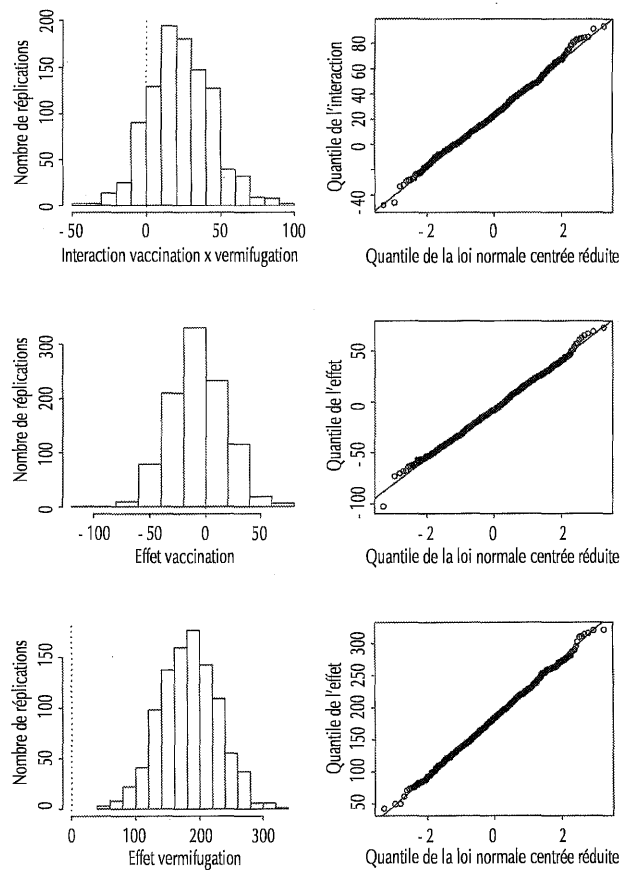 Nombre de réplications
0 50 100 150 200
- 50 0 50 100
Interaction vaccination x vermifugation
Quantile de l'interaction
- 40 0 20 40 60 80
- 2 0 2
Quantile de la loi normale centrée réduite
Nombre de réplications
0 100 200 300
- 100 - 50 0 50
Effet vaccination
Quantile de l'effet
- 100 - 50 0 50
- 2 0 2
Quantile de la loi normale centrée réduite
Nombre de réplications
0 50 100 150
0 100 200 300
Effet vermifugation
Quantile de l'effet
50 100 150 200 250 300
- 2 0 2
Quantile de la loi normale centrée réduite